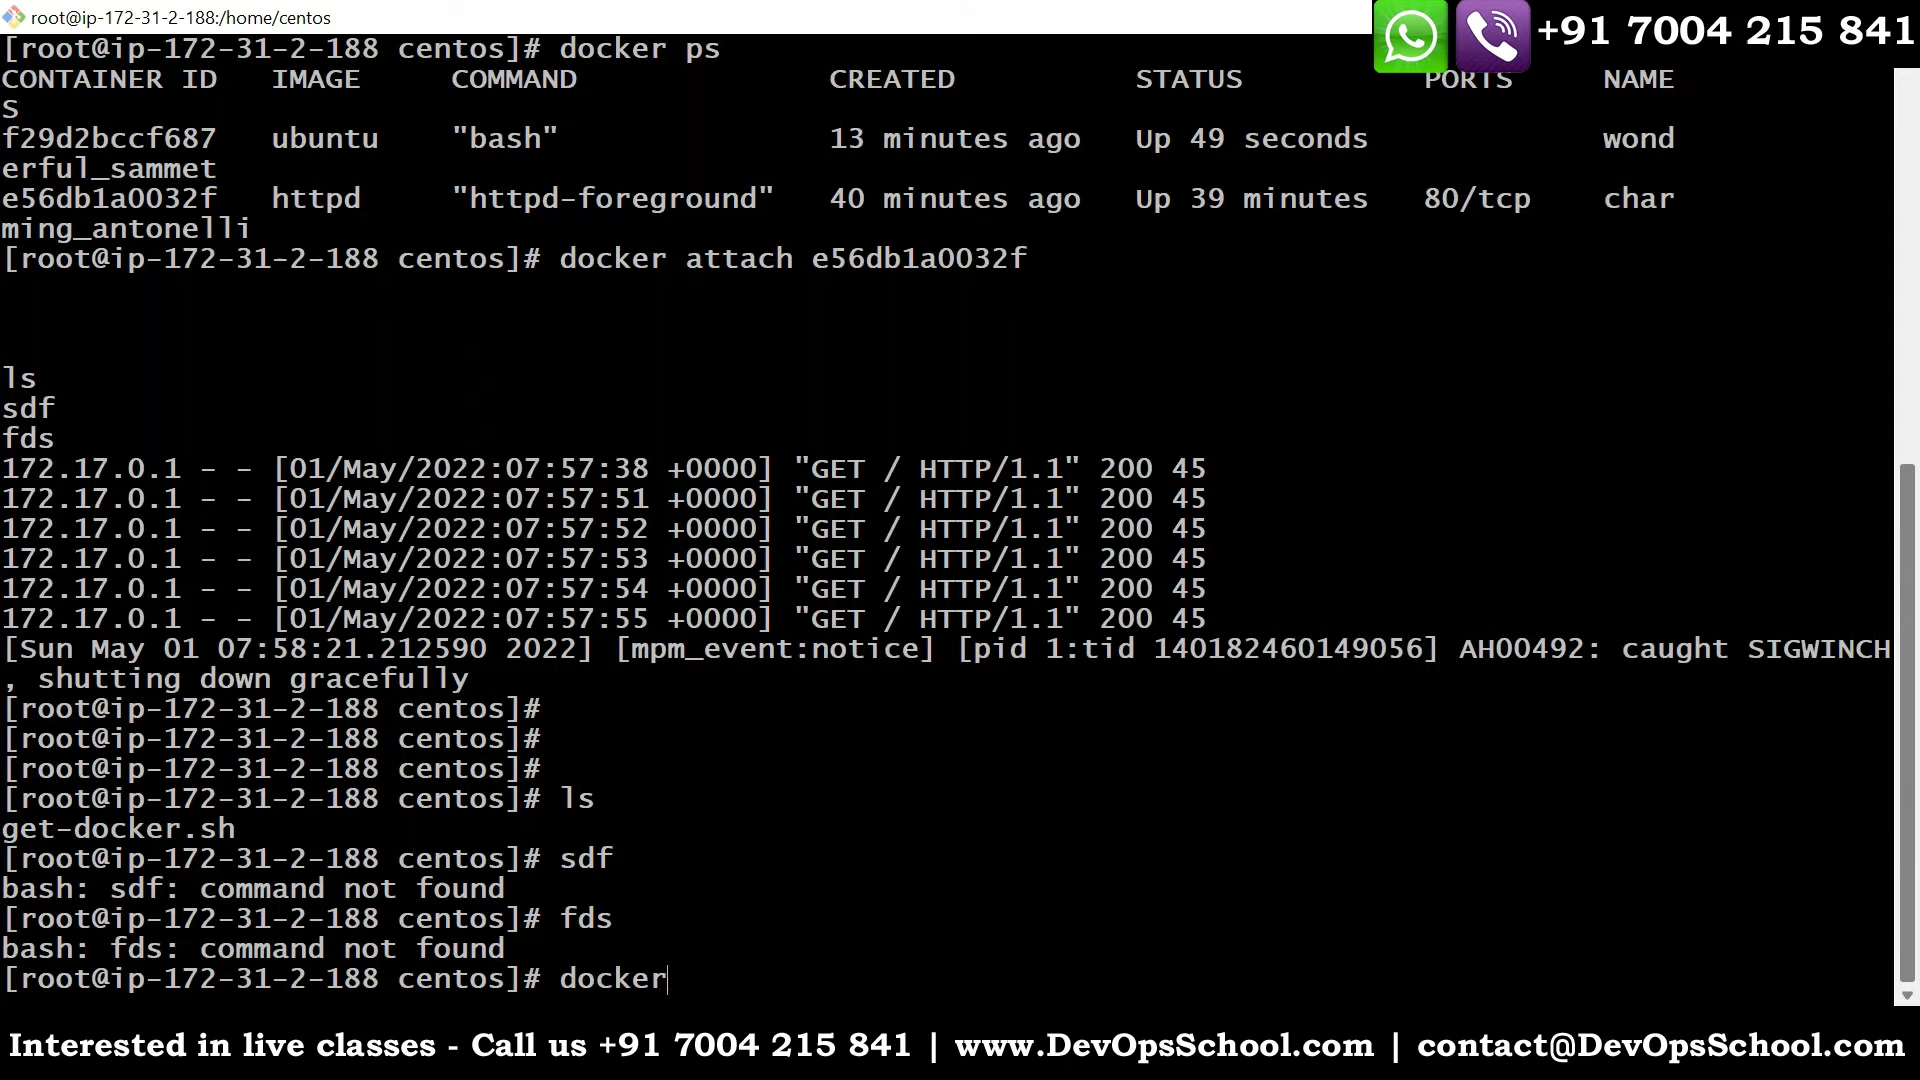 root@ip-172-31-2-188:/home/centos
+91 7004 215 841
[root@ip-172-31-2-188 centos]# docker ps
CONTAINER ID   IMAGE     COMMAND              CREATED          STATUS          PORTS     NAME
S
f29d2bccf687   ubuntu    "bash"               13 minutes ago   Up 49 seconds             wond
erful_sammet
e56db1a0032f   httpd     "httpd-foreground"   40 minutes ago   Up 39 minutes   80/tcp    char
ming_antonelli
[root@ip-172-31-2-188 centos]# docker attach e56db1a0032f
ls
sdf
fds
172.17.0.1 - - [01/May/2022:07:57:38 +0000] "GET / HTTP/1.1" 200 45
172.17.0.1 - - [01/May/2022:07:57:51 +0000] "GET / HTTP/1.1" 200 45
172.17.0.1 - - [01/May/2022:07:57:52 +0000] "GET / HTTP/1.1" 200 45
172.17.0.1 - - [01/May/2022:07:57:53 +0000] "GET / HTTP/1.1" 200 45
172.17.0.1 - - [01/May/2022:07:57:54 +0000] "GET / HTTP/1.1" 200 45
172.17.0.1 - - [01/May/2022:07:57:55 +0000] "GET / HTTP/1.1" 200 45
[Sun May 01 07:58:21.212590 2022] [mpm_event:notice] [pid 1:tid 140182460149056] AH00492: caught SIGWINCH
, shutting down gracefully
[root@ip-172-31-2-188 centos]#
[root@ip-172-31-2-188 centos]#
[root@ip-172-31-2-188 centos]#
[root@ip-172-31-2-188 centos]# ls
get-docker.sh
[root@ip-172-31-2-188 centos]# sdf
bash: sdf: command not found
[root@ip-172-31-2-188 centos]# fds
bash: fds: command not found
[root@ip-172-31-2-188 centos]# docker
Interested in live classes - Call us +91 7004 215 841 | www.DevOpsSchool.com | contact@DevOpsSchool.com